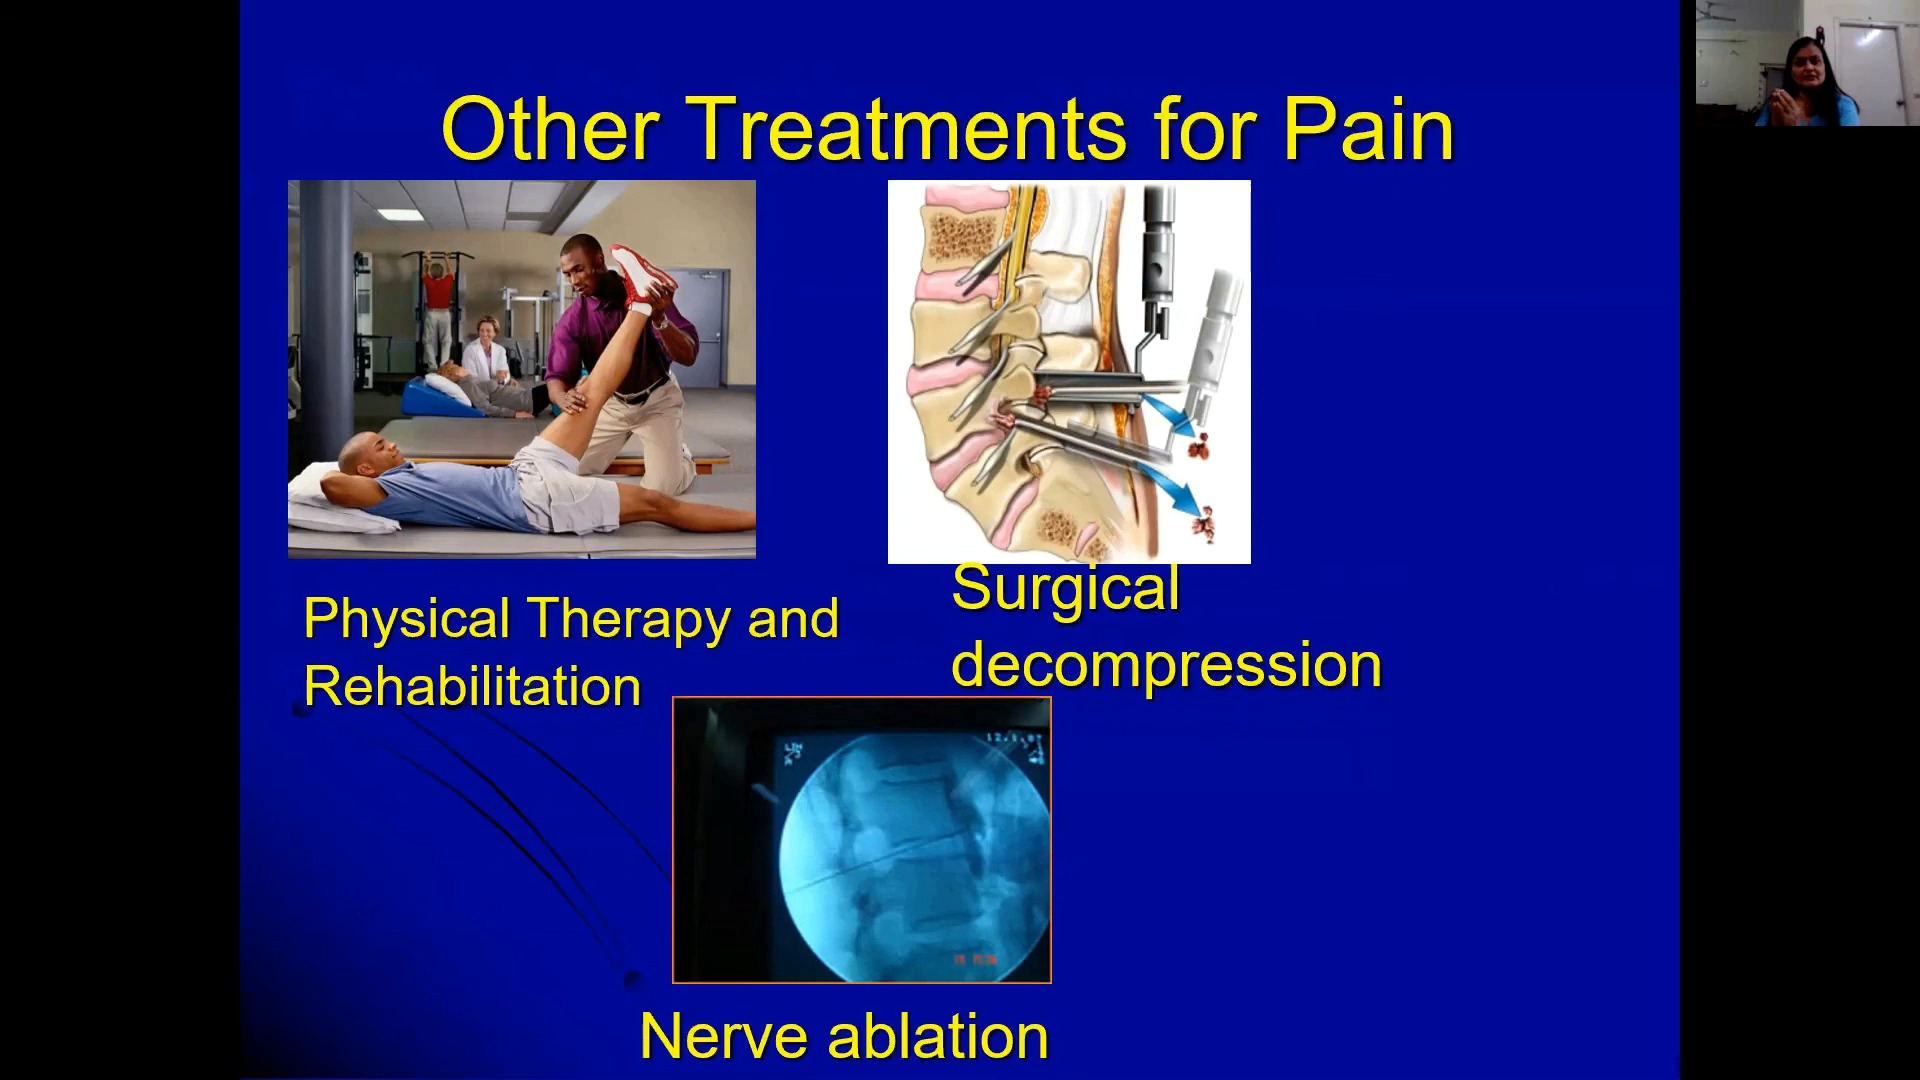 Other Treatments for Pain
Physical Therapy and
Rehabilitation
Surgical
decompression
Nerve ablation